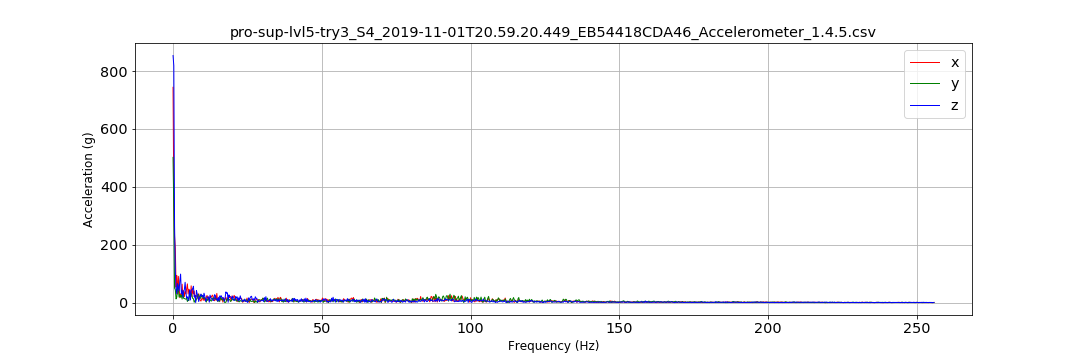 pro-sup-lvl5-try3_S4_2019-11-01T20.59.20.449_EB54418CDA46_Accelerometer_1.4.5.csv
x
y
z
Acceleration (g)
800
600
400
200
0
0 50 100 150 200 250
Frequency (Hz)